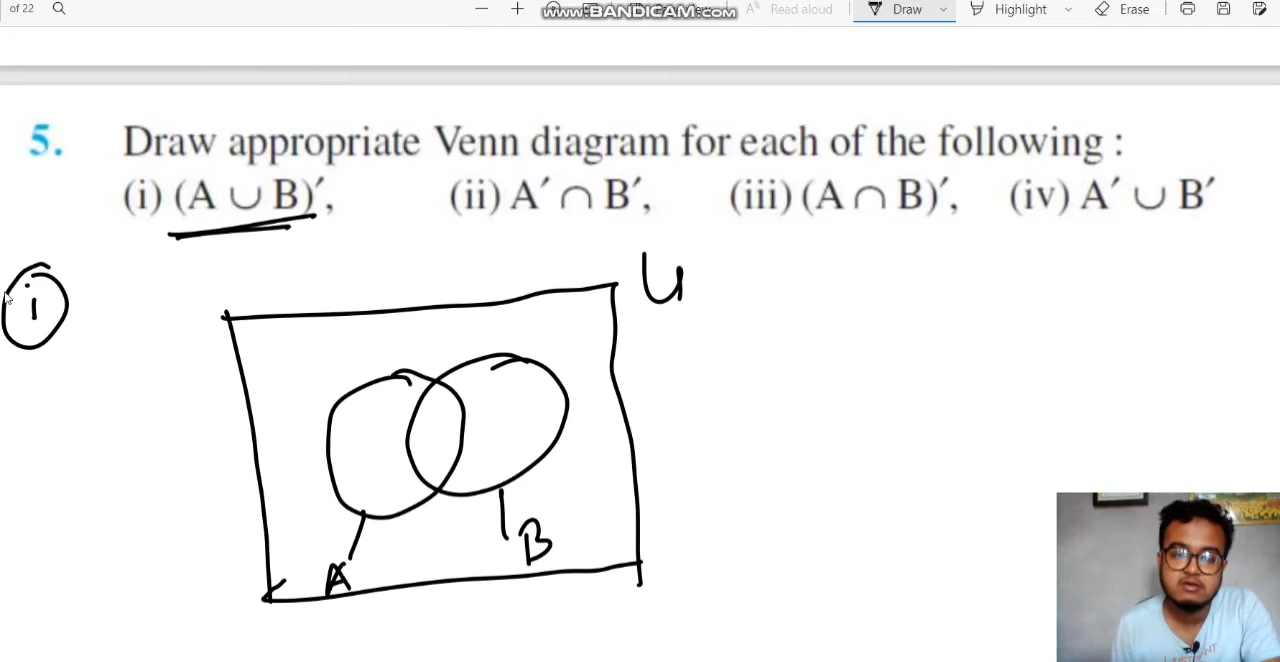 of 22
www.BANDICAM.com
Read aloud
Draw
Highlight
Erase
5. Draw appropriate Venn diagram for each of the following :
(i) (A ∪ B)′, (ii) A′ ∩ B′, (iii) (A ∩ B)′, (iv) A′ ∪ B′
i
U
A
B